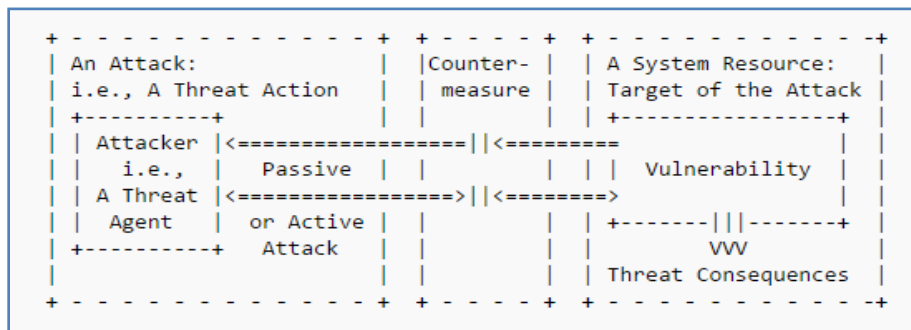 + - - - - - - - - - - - - - +  + - - - - - +  + - - - - - - - - - - - -+
| An Attack:                |  |Counter- |  | A System Resource:   |
| i.e., A Threat Action     |  | measure |  | Target of the Attack |
| +----------+              |  |         |  | +-----------------+  |
| | Attacker |<==================||<=========                 |  |
| |   i.e.,  |   Passive    |  |         |  | |  Vulnerability  |  |
| | A Threat |<=================>||<========>                 |  |
| |  Agent   |  or Active   |  |         |  | +-------|||-------+  |
| +----------+   Attack     |  |         |  |         VVV          |
|                           |  |         |  | Threat Consequences  |
+ - - - - - - - - - - - - - +  + - - - - - +  + - - - - - - - - - - - -+